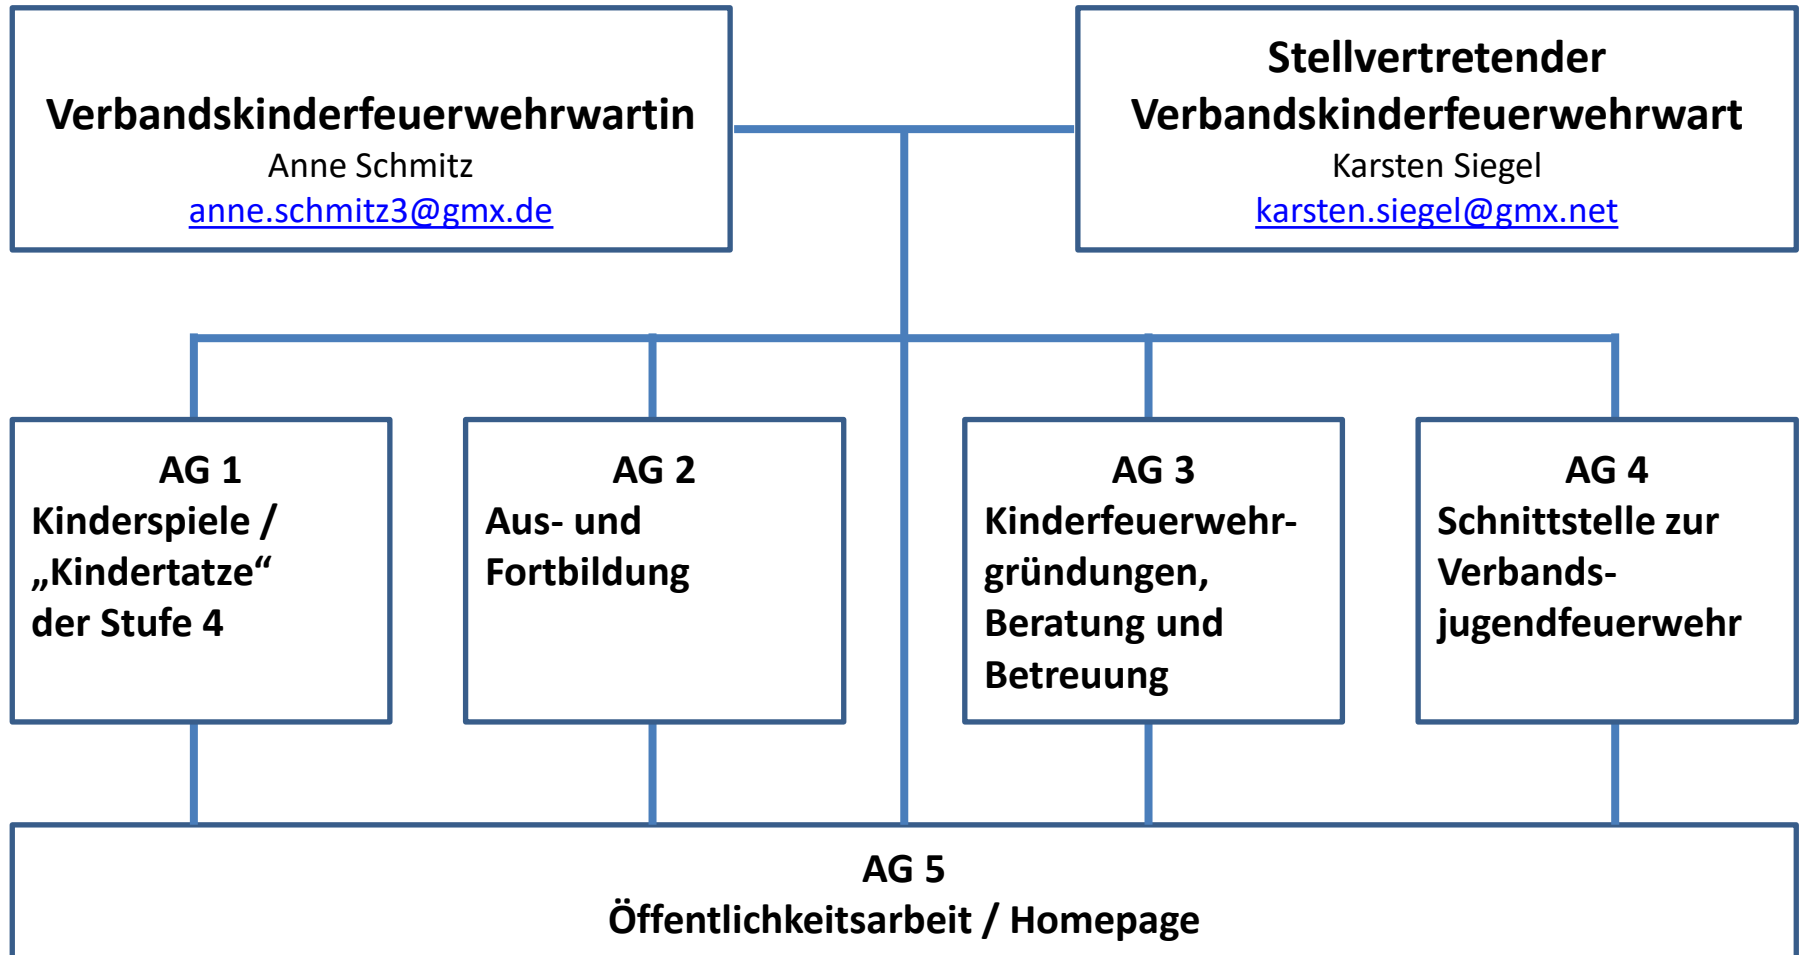 Verbandskinderfeuerwehrwartin
Anne Schmitz
anne.schmitz3@gmx.de
Stellvertretender
Verbandskinderfeuerwehrwart
Karsten Siegel
karsten.siegel@gmx.net
AG 1
Kinderspiele /
„Kindertatze“
der Stufe 4
AG 2
Aus- und
Fortbildung
AG 3
Kinderfeuerwehr-
gründungen,
Beratung und
Betreuung
AG 4
Schnittstelle zur
Verbands-
jugendfeuerwehr
AG 5
Öffentlichkeitsarbeit / Homepage